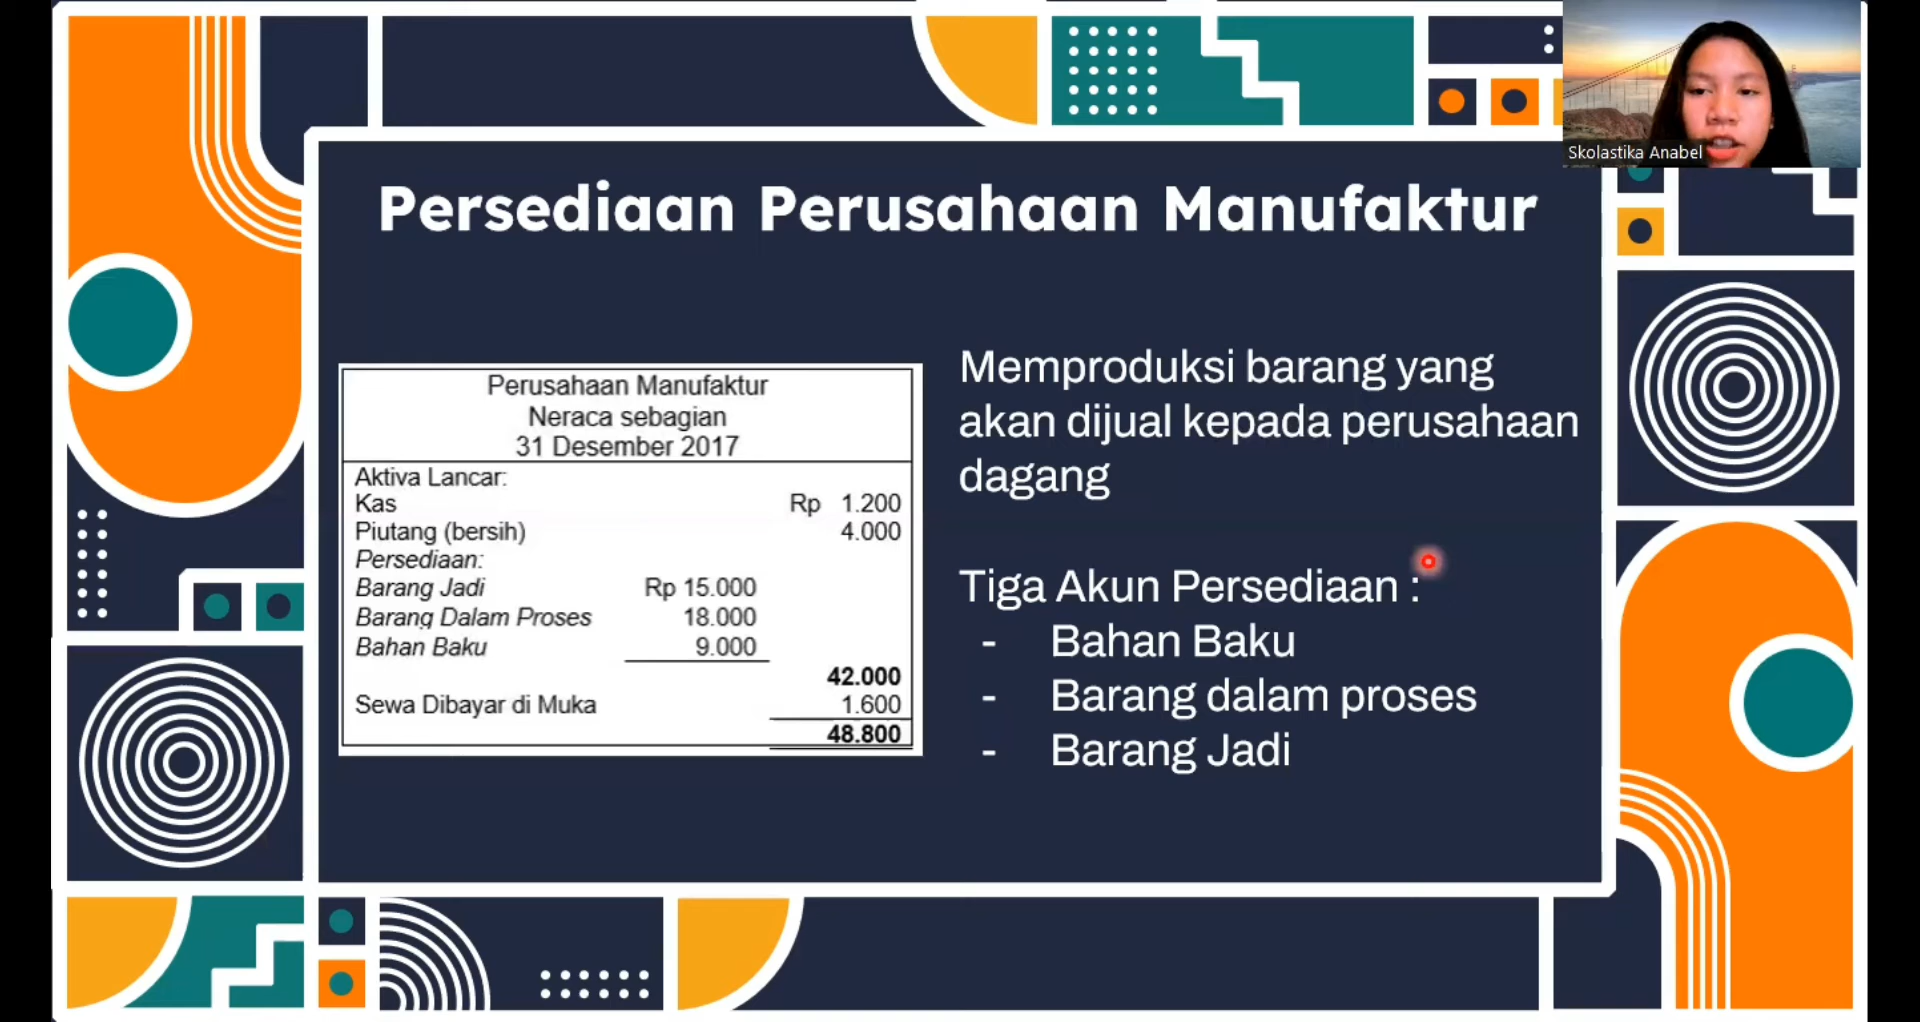 Skolastika Anabel
Persediaan Perusahaan Manufaktur
Perusahaan Manufaktur
Neraca sebagian
31 Desember 2017
Aktiva Lancar:
Kas Rp 1.200
Piutang (bersih) 4.000
Persediaan:
Barang Jadi Rp 15.000
Barang Dalam Proses 18.000
Bahan Baku 9.000
42.000
Sewa Dibayar di Muka 1.600
48.800
Memproduksi barang yang
akan dijual kepada perusahaan
dagang
Tiga Akun Persediaan :
- Bahan Baku
- Barang dalam proses
- Barang Jadi